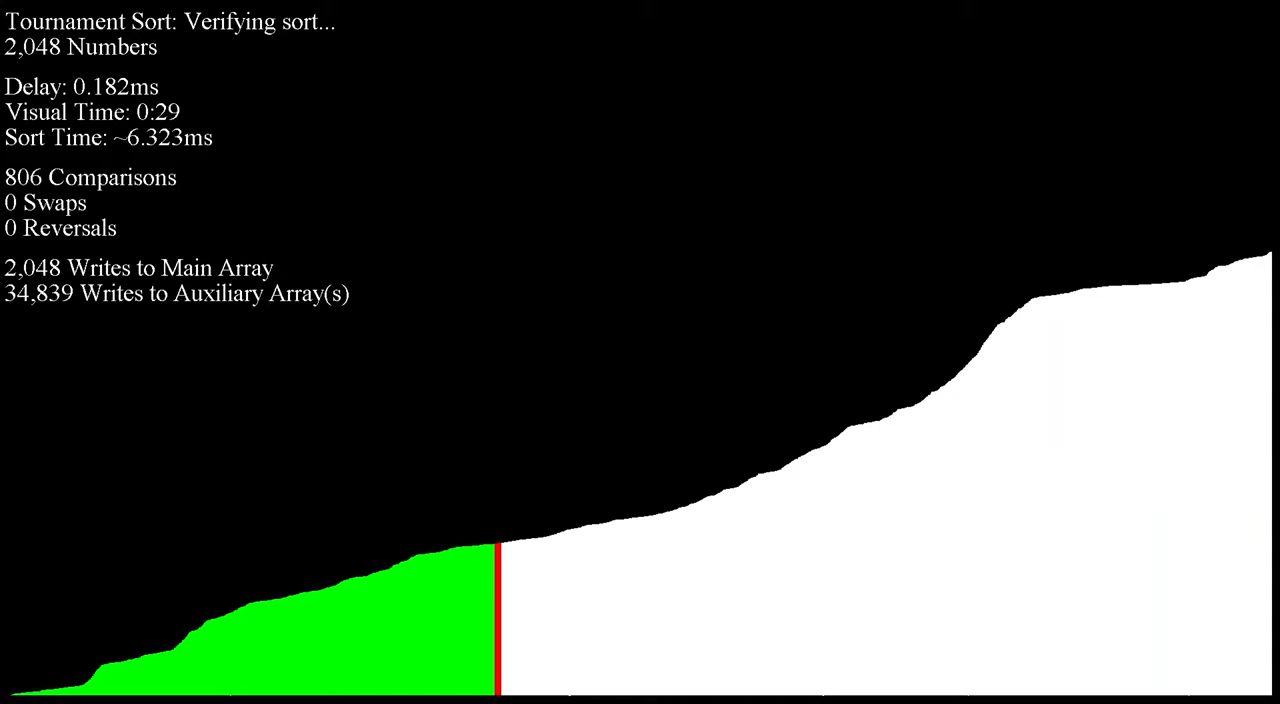 Tournament Sort: Verifying sort...
2,048 Numbers
Delay: 0.182ms
Visual Time: 0:29
Sort Time: ~6.323ms
806 Comparisons
0 Swaps
0 Reversals
2,048 Writes to Main Array
34,839 Writes to Auxiliary Array(s)